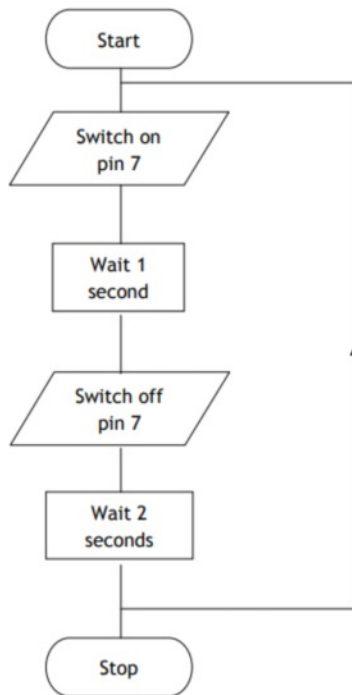 Start
Switch on
pin 7
Wait 1
second
Switch off
pin 7
Wait 2
seconds
Stop